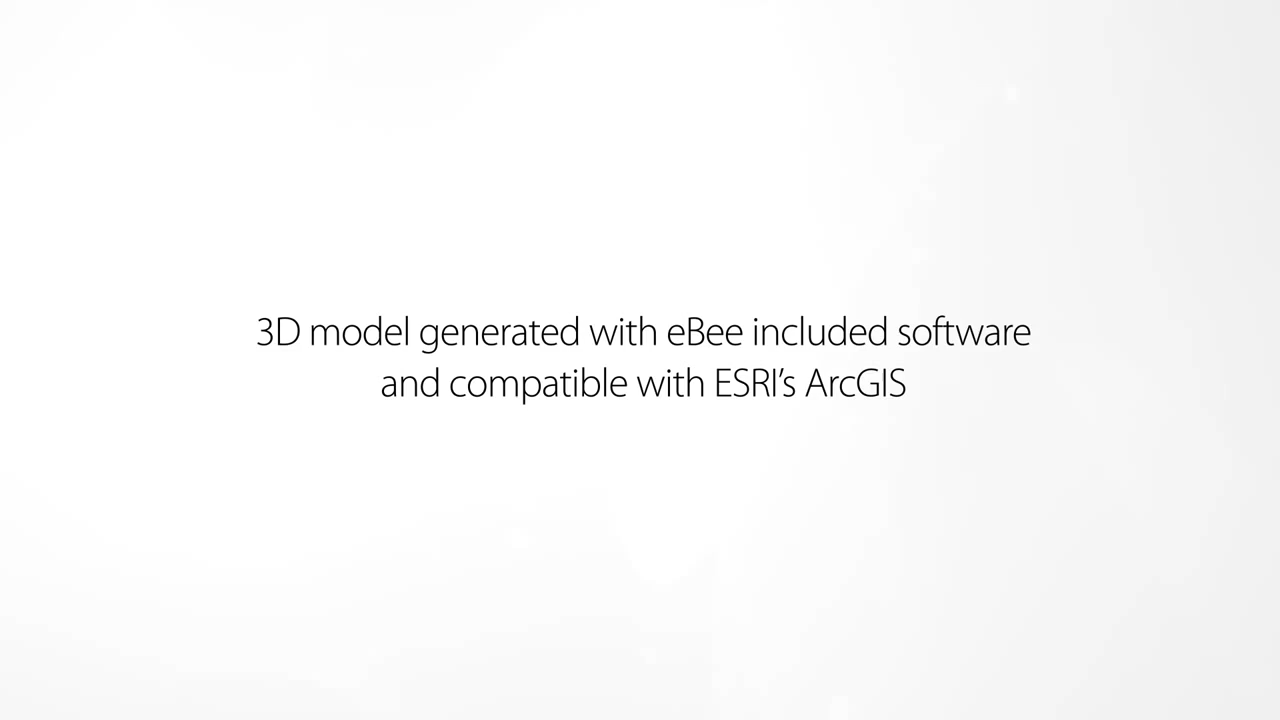 3D model generated with eBee included software
and compatible with ESRI’s ArcGIS